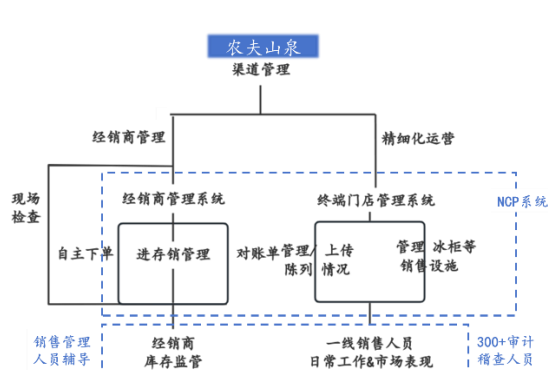 农夫山泉
渠道管理
经销商管理
精细化运营
现场
检查
经销商管理系统
终端门店管理系统
NCP系统
自主下单
进存销管理
对账单管理/
陈列
上传
情况
管理 冰柜等
销售设施
销售管理
人员辅导
经销商
库存监管
一线销售人员
日常工作&市场表现
300+审计
稽查人员